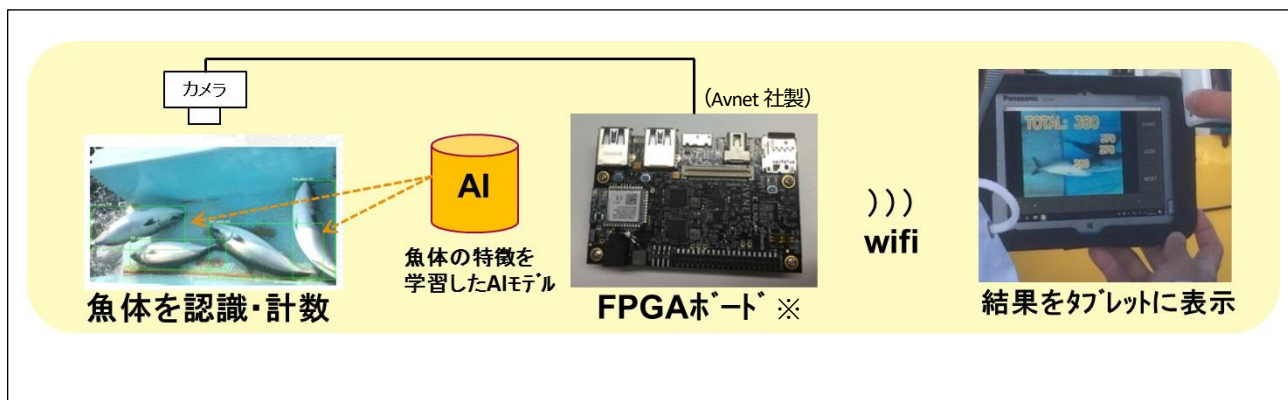 カメラ
(Avnet 社製)
AI
魚体の特徴を
学習したAIモデル
魚体を認識・計数
FPGAボード ※
)))
wifi
Panasonic
TOTAL: 380
結果をタブレットに表示